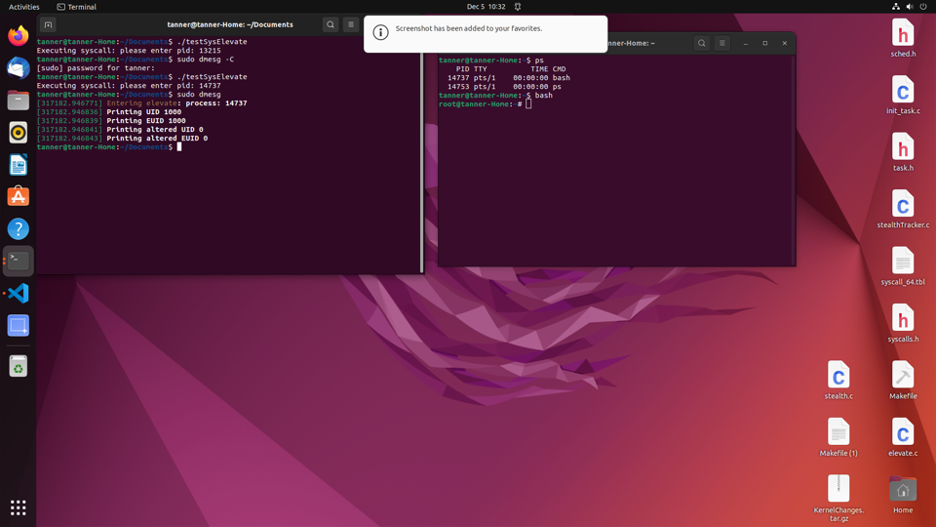 Activities
Terminal
Dec 5 10:32
tanner@tanner-Home: ~/Documents
tanner@tanner-Home:~/Documents$ ./testSysElevate
Executing syscall: please enter pid: 13215
tanner@tanner-Home:~/Documents$ sudo dmesg -C
[sudo] password for tanner:
tanner@tanner-Home:~/Documents$ ./testSysElevate
Executing syscall: please enter pid: 14737
tanner@tanner-Home:~/Documents$ sudo dmesg
[317182.946771] Entering elevate: process: 14737
[317182.946836] Printing UID 1000
[317182.946839] Printing EUID 1000
[317182.946841] Printing altered UID 0
[317182.946843] Printing altered EUID 0
tanner@tanner-Home:~/Documents$
Screenshot has been added to your favorites.
nner-Home: ~
tanner@tanner-Home:~$ ps
PID TTY TIME CMD
14737 pts/1 00:00:00 bash
14753 pts/1 00:00:00 ps
tanner@tanner-Home:~$ bash
root@tanner-Home:~#
sched.h
init_task.c
task.h
stealthTracker.c
syscall_64.tbl
syscalls.h
stealth.c
Makefile
Makefile (1)
elevate.c
KernelChanges.
tar.gz
Home